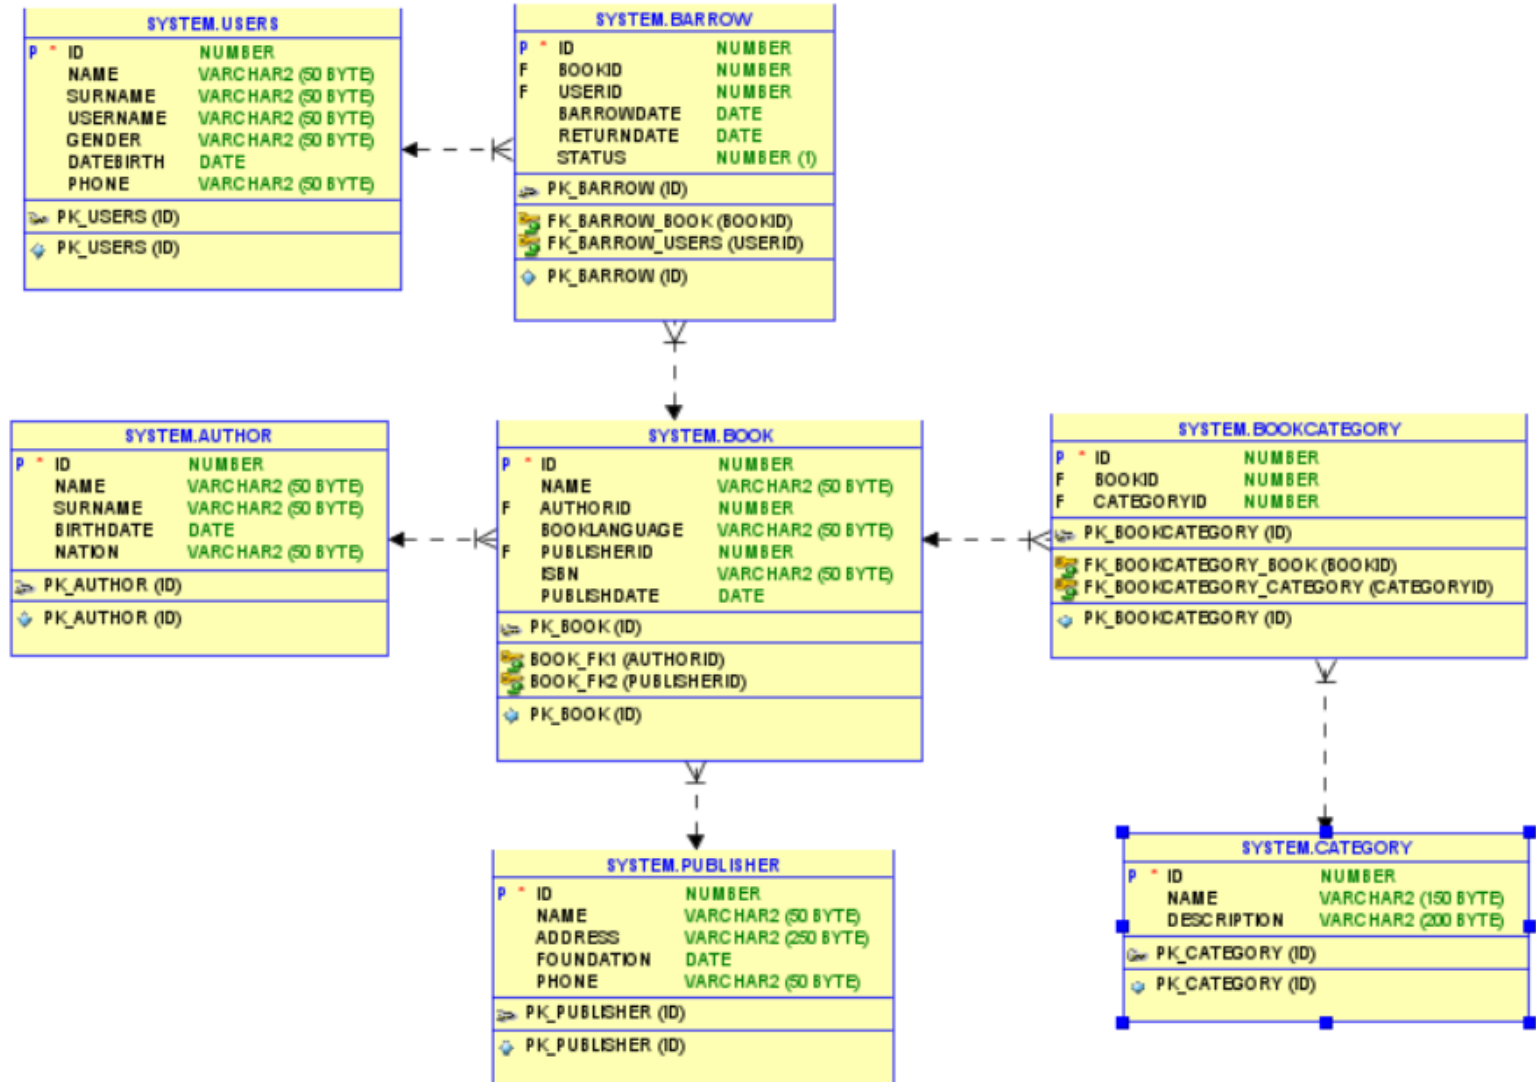 SYSTEM.USERS
P * ID NUMBER
NAME VARCHAR2 (50 BYTE)
SURNAME VARCHAR2 (50 BYTE)
USERNAME VARCHAR2 (50 BYTE)
GENDER VARCHAR2 (50 BYTE)
DATEBIRTH DATE
PHONE VARCHAR2 (50 BYTE)
PK_USERS (ID)
PK_USERS (ID)
SYSTEM.BARROW
P * ID NUMBER
F BOOKID NUMBER
F USERID NUMBER
BARROWDATE DATE
RETURNDATE DATE
STATUS NUMBER (1)
PK_BARROW (ID)
FK_BARROW_BOOK (BOOKID)
FK_BARROW_USERS (USERID)
PK_BARROW (ID)
SYSTEM.AUTHOR
P * ID NUMBER
NAME VARCHAR2 (50 BYTE)
SURNAME VARCHAR2 (50 BYTE)
BIRTHDATE DATE
NATION VARCHAR2 (50 BYTE)
PK_AUTHOR (ID)
PK_AUTHOR (ID)
SYSTEM.BOOK
P * ID NUMBER
NAME VARCHAR2 (50 BYTE)
F AUTHORID NUMBER
BOOKLANGUAGE VARCHAR2 (50 BYTE)
F PUBLISHERID NUMBER
ISBN VARCHAR2 (50 BYTE)
PUBLISHDATE DATE
PK_BOOK (ID)
BOOK_FK1 (AUTHORID)
BOOK_FK2 (PUBLISHERID)
PK_BOOK (ID)
SYSTEM.BOOKCATEGORY
P * ID NUMBER
F BOOKID NUMBER
F CATEGORYID NUMBER
PK_BOOKCATEGORY (ID)
FK_BOOKCATEGORY_BOOK (BOOKID)
FK_BOOKCATEGORY_CATEGORY (CATEGORYID)
PK_BOOKCATEGORY (ID)
SYSTEM.PUBLISHER
P * ID NUMBER
NAME VARCHAR2 (50 BYTE)
ADDRESS VARCHAR2 (250 BYTE)
FOUNDATION DATE
PHONE VARCHAR2 (50 BYTE)
PK_PUBLISHER (ID)
PK_PUBLISHER (ID)
SYSTEM.CATEGORY
P * ID NUMBER
NAME VARCHAR2 (150 BYTE)
DESCRIPTION VARCHAR2 (200 BYTE)
PK_CATEGORY (ID)
PK_CATEGORY (ID)